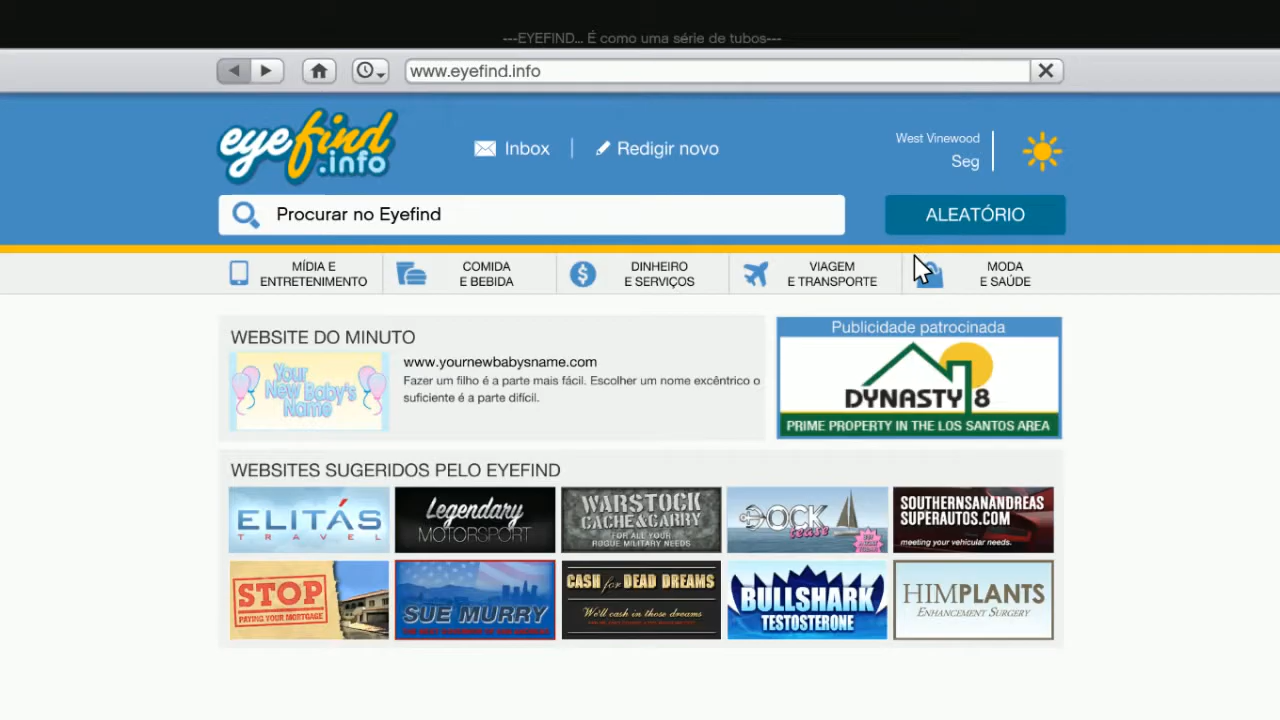 ---EYEFIND... É como uma série de tubos---
www.eyefind.info
eyefind
.info
Inbox
Redigir novo
West Vinewood
Seg
Procurar no Eyefind
ALEATÓRIO
MÍDIA E
ENTRETENIMENTO
COMIDA
E BEBIDA
DINHEIRO
E SERVIÇOS
VIAGEM
E TRANSPORTE
MODA
E SAÚDE
WEBSITE DO MINUTO
Your
New Baby's
Name
www.yournewbabysname.com
Fazer um filho é a parte mais fácil. Escolher um nome excêntrico o
suficiente é a parte difícil.
Publicidade patrocinada
DYNASTY 8
PRIME PROPERTY IN THE LOS SANTOS AREA
WEBSITES SUGERIDOS PELO EYEFIND
ELITÁS
TRAVEL
Legendary
MOTORSPORT
WARSTOCK
CACHE & CARRY
FOR ALL YOUR
ROGUE MILITARY NEEDS
DOCK
tease
SOUTHERNSANANDREAS
SUPERAUTOS.COM
meeting your vehicular needs.
STOP
PAYING YOUR MORTGAGE
SUE MURRY
CASH for DEAD DREAMS
We'll cash in those dreams
BULLSHARK
TESTOSTERONE
HIMPLANTS
ENHANCEMENT SURGERY